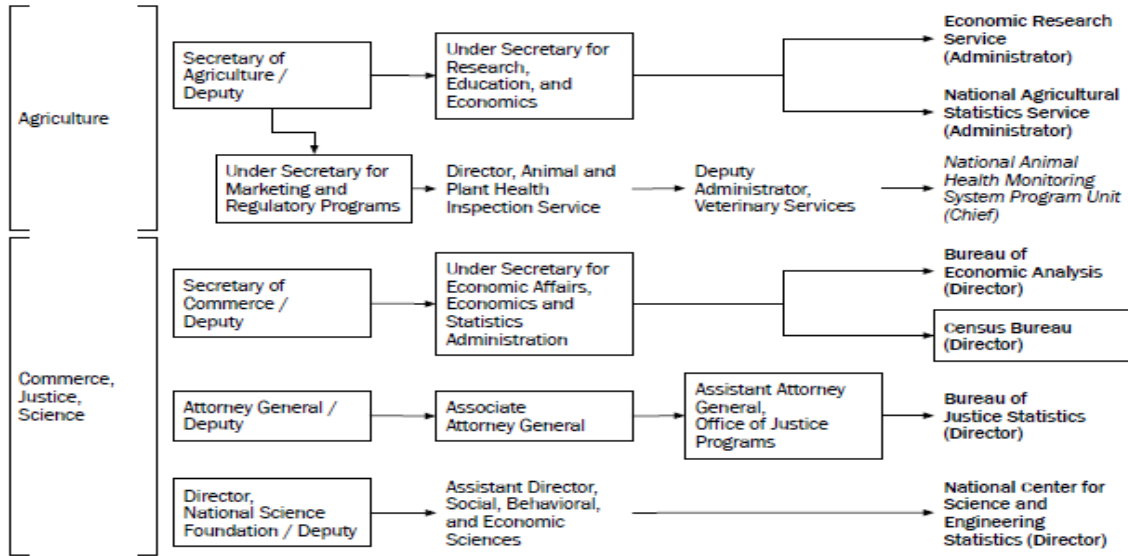 Agriculture
Secretary of
Agriculture /
Deputy
Under Secretary for
Research,
Education, and
Economics
Economic Research
Service
(Administrator)
National Agricultural
Statistics Service
(Administrator)
Under Secretary for
Marketing and
Regulatory Programs
Director, Animal and
Plant Health
Inspection Service
Deputy
Administrator,
Veterinary Services
National Animal
Health Monitoring
System Program Unit
(Chief)
Commerce,
Justice,
Science
Secretary of
Commerce /
Deputy
Under Secretary for
Economic Affairs,
Economics and
Statistics
Administration
Bureau of
Economic Analysis
(Director)
Census Bureau
(Director)
Attorney General /
Deputy
Associate
Attorney General
Assistant Attorney
General,
Office of Justice
Programs
Bureau of
Justice Statistics
(Director)
Director,
National Science
Foundation / Deputy
Assistant Director,
Social, Behavioral,
and Economic
Sciences
National Center for
Science and
Engineering
Statistics (Director)